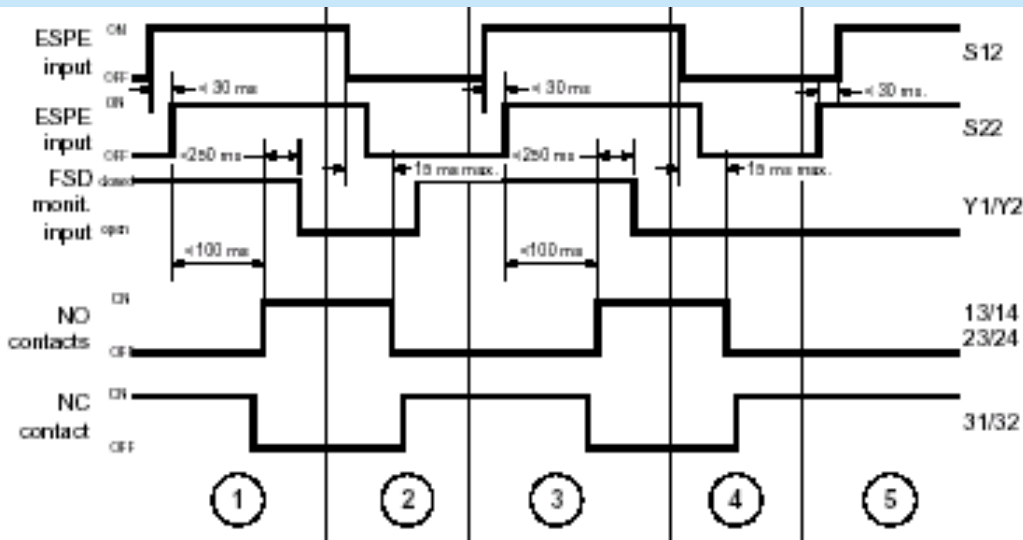 ESPE input ON OFF S12
< 30 ms < 30 ms < 30 ms.
ESPE input ON OFF S22
<250 ms 15 ms max. <250 ms 15 ms max.
FSD monit. input closed open Y1/Y2
<100 ms <100 ms
NO contacts ON OFF 13/14 23/24
NC contact ON OFF 31/32
1 2 3 4 5